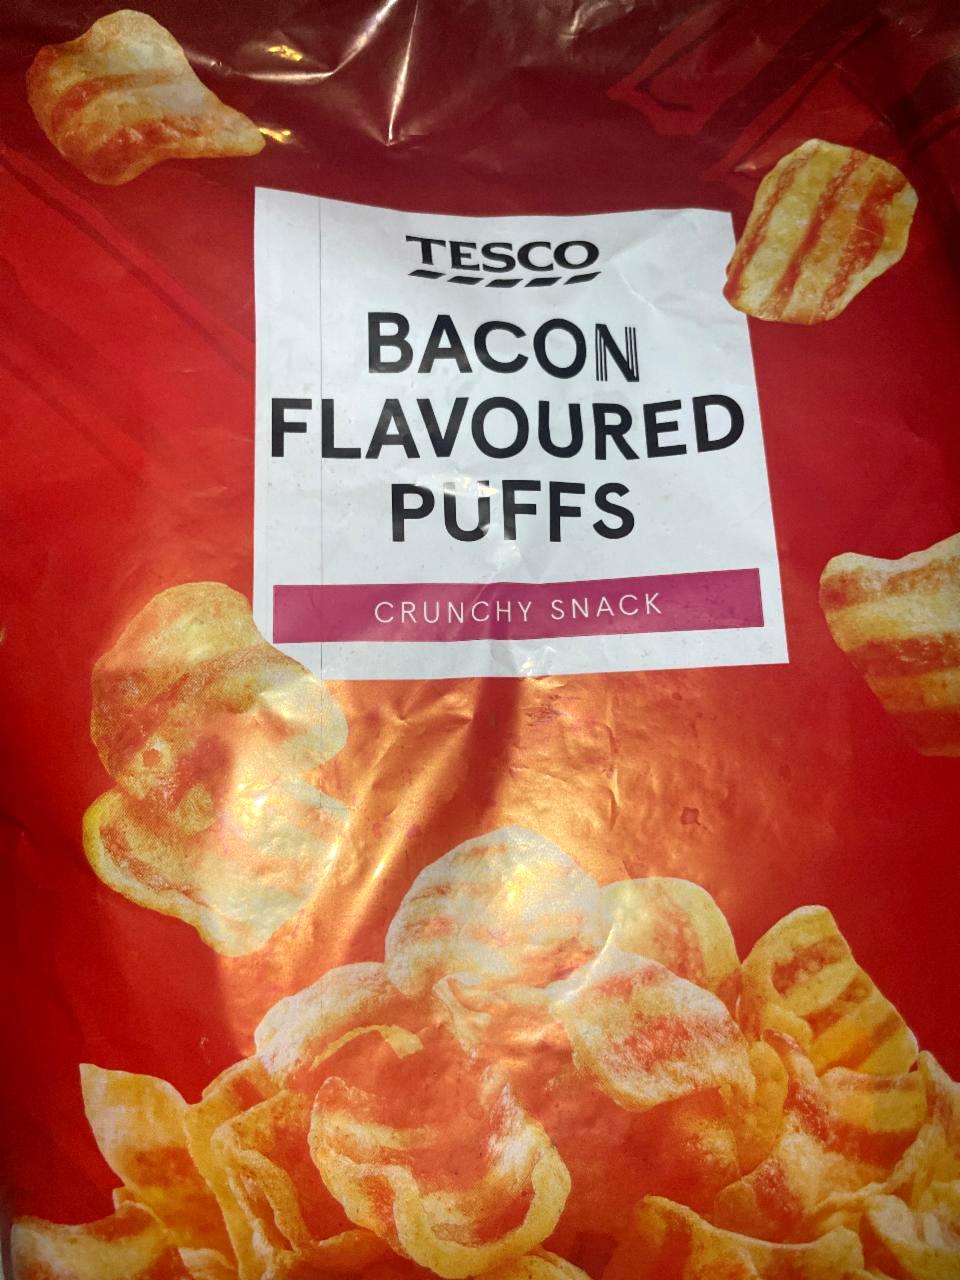 TESCO
BACON
FLAVOURED
PUFFS
CRUNCHY SNACK